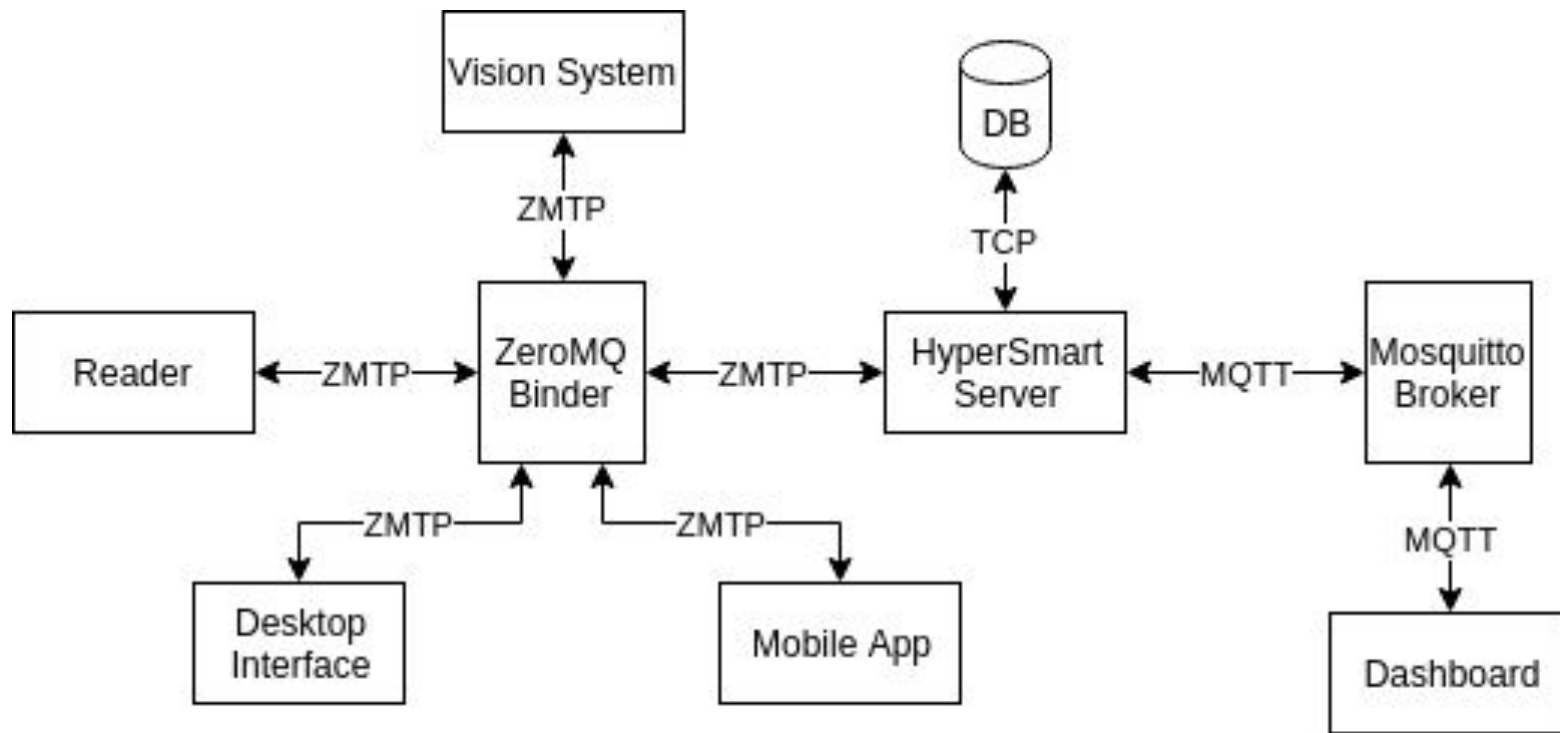 Vision System
DB
ZMTP
TCP
Reader
ZMTP
ZeroMQ
Binder
ZMTP
HyperSmart
Server
MQTT
Mosquitto
Broker
ZMTP
ZMTP
MQTT
Desktop
Interface
Mobile App
Dashboard